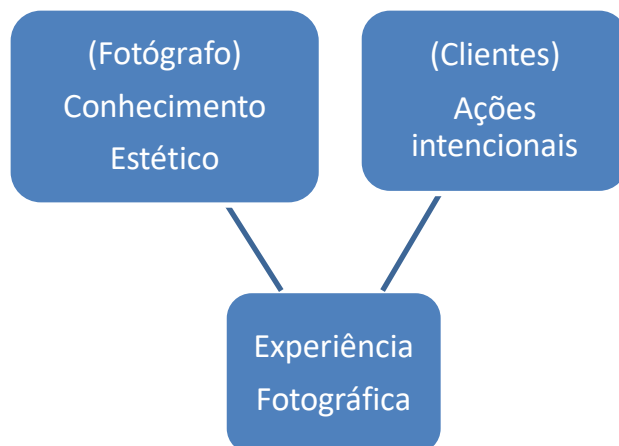 (Fotógrafo)
Conhecimento
Estético
(Clientes)
Ações
intencionais
Experiência
Fotográfica